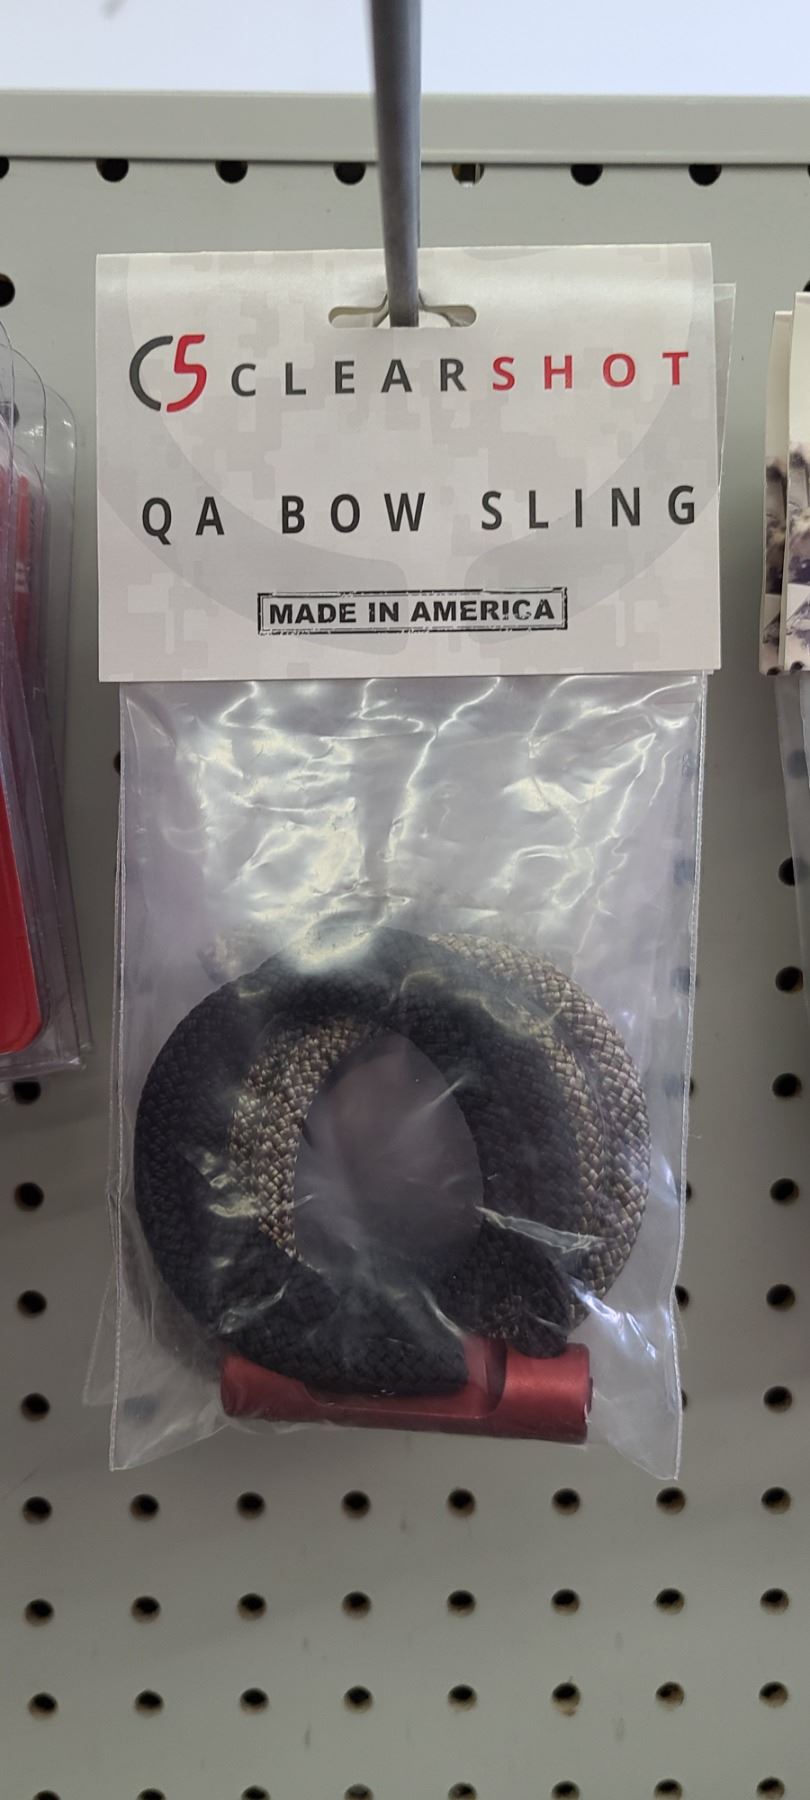 C5 CLEARSHOT
QA BOW SLING
MADE IN AMERICA